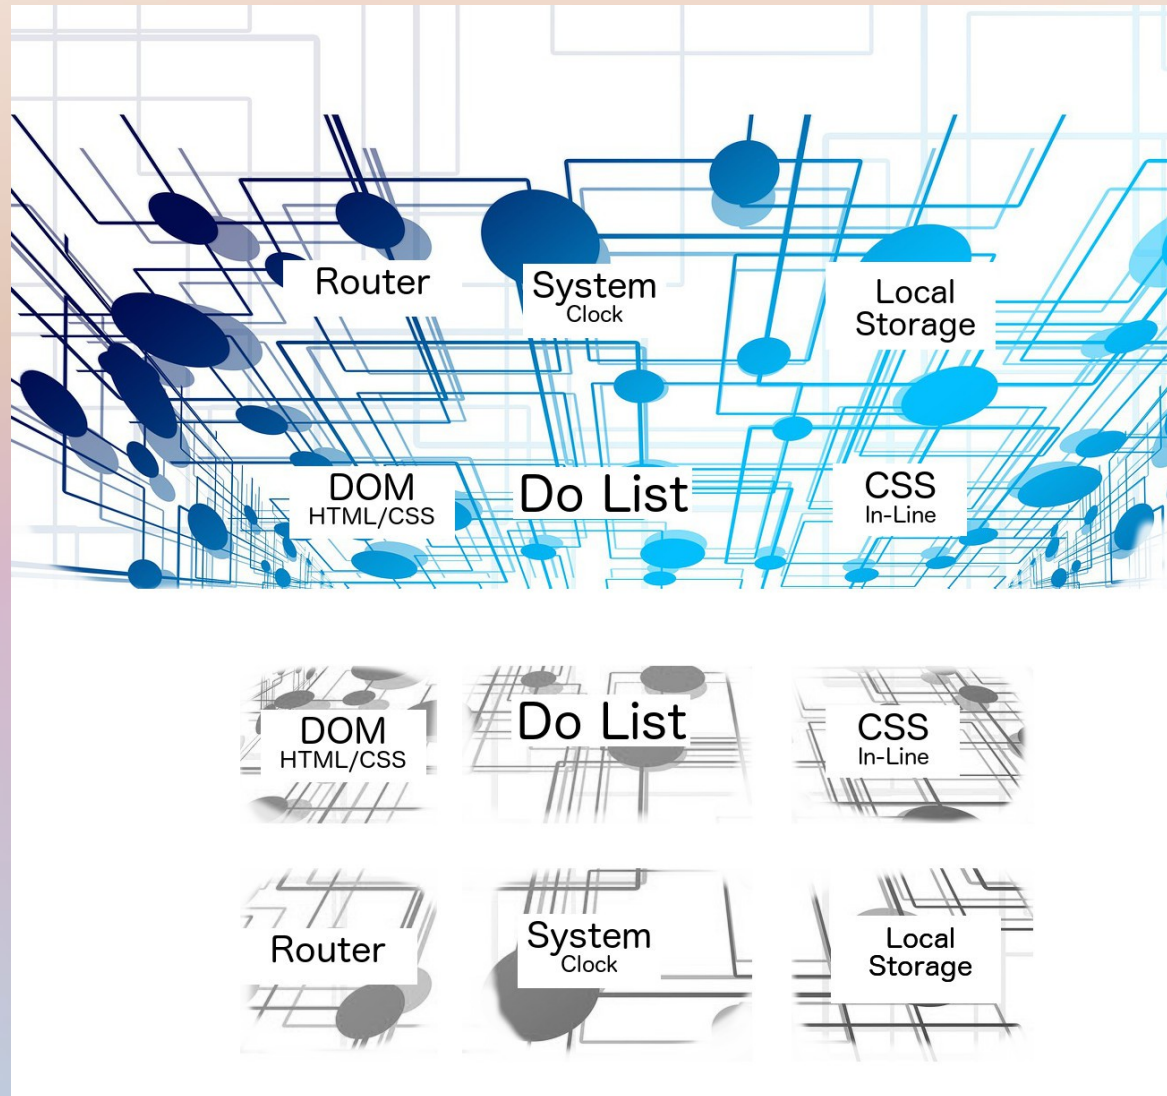 Router
System
Clock
Local
Storage
DOM
HTML/CSS
Do List
CSS
In-Line
DOM
HTML/CSS
Do List
CSS
In-Line
Router
System
Clock
Local
Storage